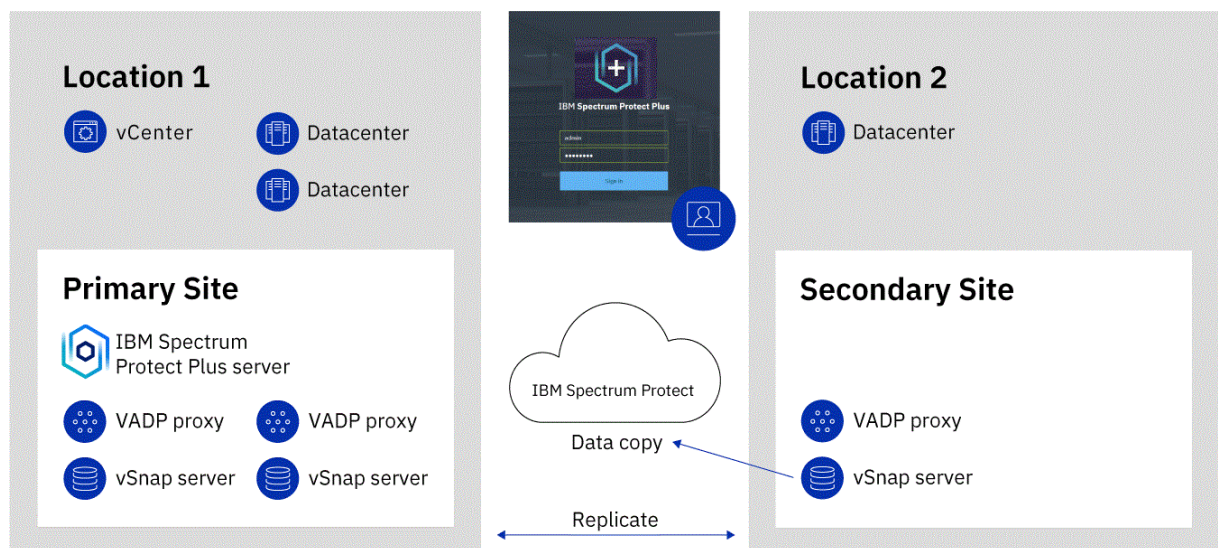 Location 1
vCenter
Datacenter
Datacenter
Primary Site
IBM Spectrum
Protect Plus server
VADP proxy
VADP proxy
vSnap server
vSnap server
IBM Spectrum Protect Plus
admin
••••••••
Sign In
IBM Spectrum Protect
Data copy
Replicate
Location 2
Datacenter
Secondary Site
VADP proxy
vSnap server